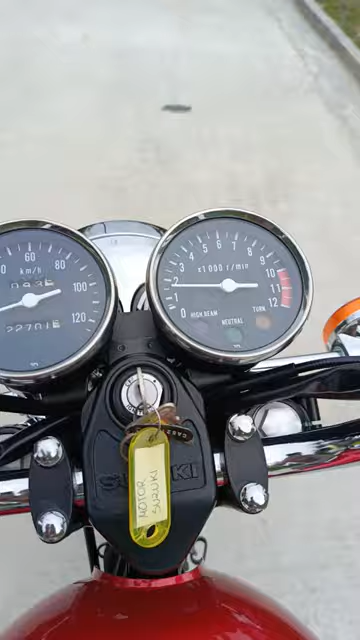 60
80
km/h
100
120
4
5
6
7
8
9
3
10
2
x1000 r/min
11
1
12
0
HIGH BEAM
TURN
NEUTRAL
SUZUKI
MOTOR
SUZUKI